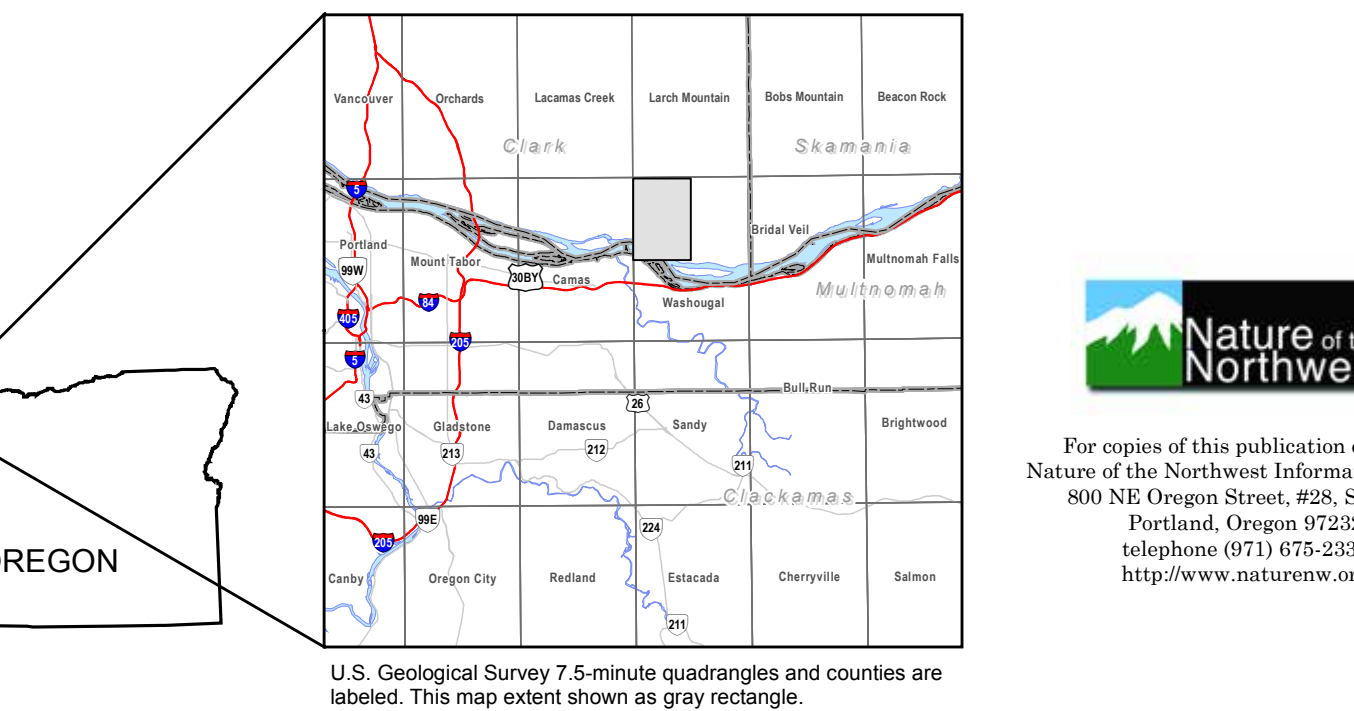 Vancouver
Orchards
Lacamas Creek
Larch Mountain
Bobs Mountain
Beacon Rock
Clark
Skamania
5
Portland
Bridal Veil
Mount Tabor
Multnomah Falls
99W
30BY
Camas
Multnomah
84
Washougal
405
205
5
Bull Run
43
26
Lake Oswego
Gladstone
Damascus
Sandy
Brightwood
43
213
212
211
Clackamas
99E
224
205
Canby
Oregon City
Redland
Estacada
Cherryville
Salmon
211
REGON
U.S. Geological Survey 7.5-minute quadrangles and counties are
labeled. This map extent shown as gray rectangle.
Nature of t
Northwe
For copies of this publication
Nature of the Northwest Informa
800 NE Oregon Street, #28, S
Portland, Oregon 9723
telephone (971) 675-233
http://www.naturenw.or